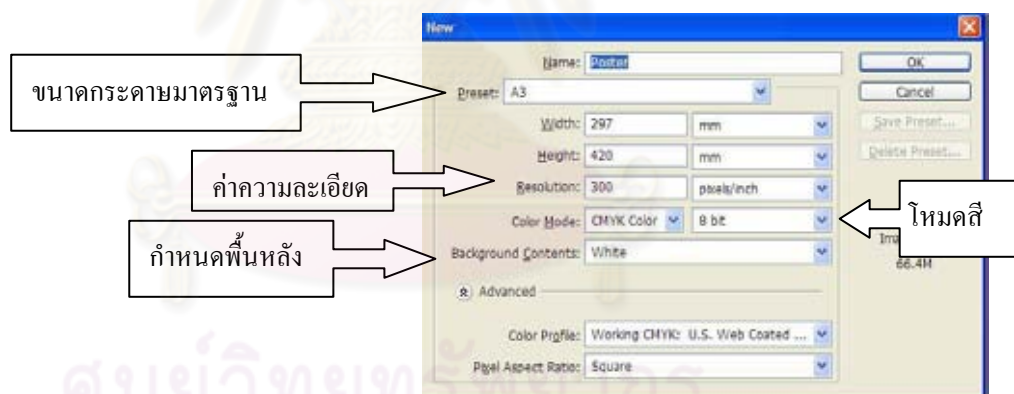 New
Name: Poster
OK
ขนาดกระดาษมาตรฐาน
Preset: A3
Cancel
Width: 297 mm
Save Preset...
Height: 420 mm
Delete Preset...
ค่าความละเอียด
Resolution: 300 pixels/inch
โหมดสี
Color Mode: CMYK Color 8 bit
กำหนดพื้นหลัง
Background Contents: White
66.4M
Advanced
Color Profile: Working CMYK: U.S. Web Coated ...
Pixel Aspect Ratio: Square